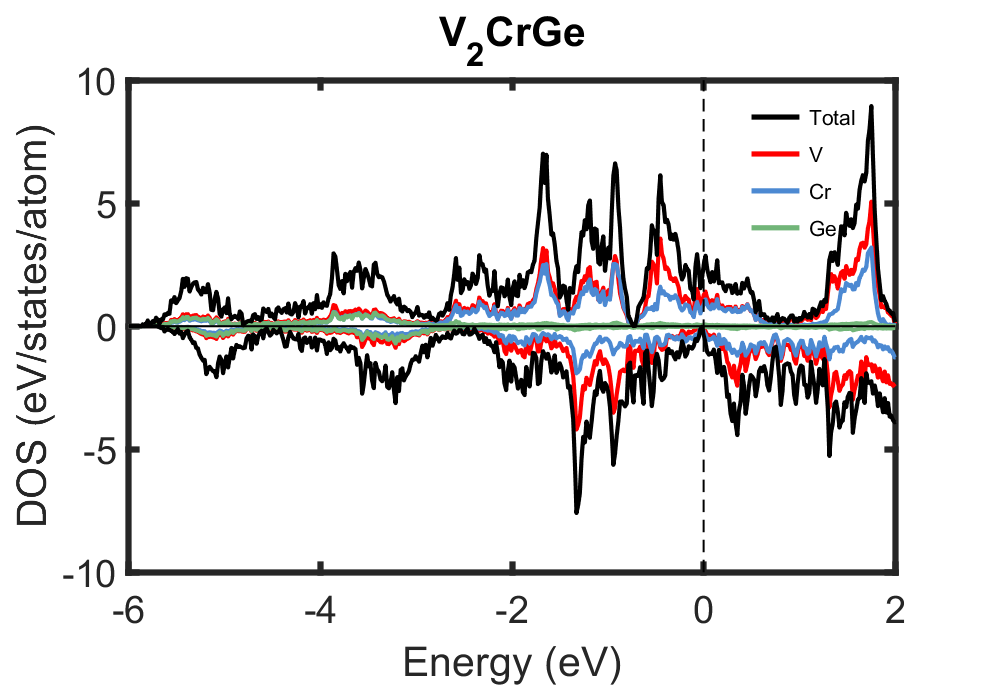 V₂CrGe
10
5
0
-5
-10
DOS (eV/states/atom)
Total
V
Cr
Ge
-6 -4 -2 0 2
Energy (eV)